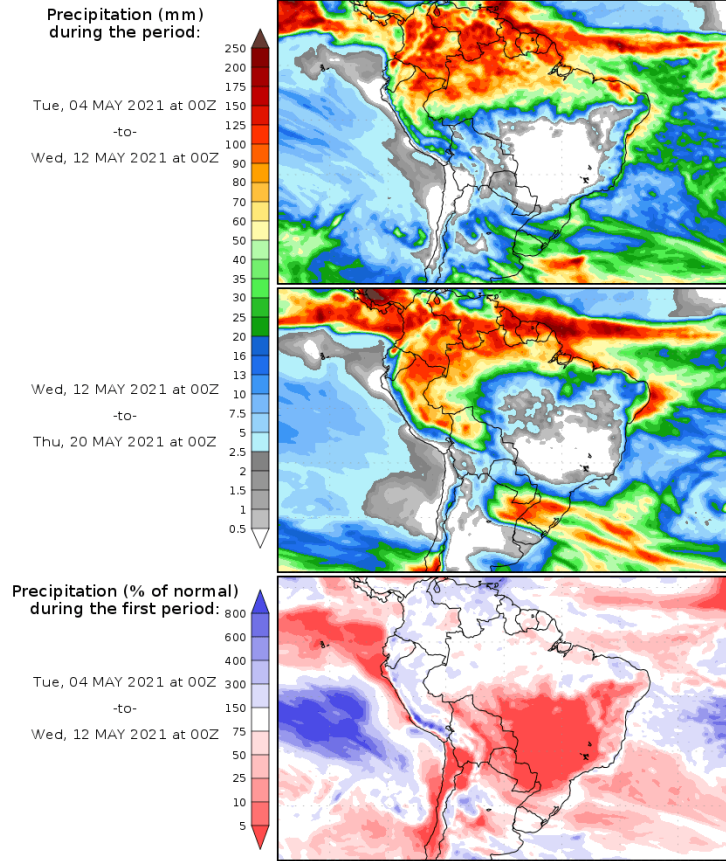 Precipitation (mm)
during the period:
Tue, 04 MAY 2021 at 00Z
-to-
Wed, 12 MAY 2021 at 00Z
250
200
175
150
125
100
90
80
70
60
50
40
35
30
25
20
16
13
10
7.5
5
2.5
2
1.5
1
0.5
Wed, 12 MAY 2021 at 00Z
-to-
Thu, 20 MAY 2021 at 00Z
Precipitation (% of normal)
during the first period:
Tue, 04 MAY 2021 at 00Z
-to-
Wed, 12 MAY 2021 at 00Z
800
600
400
300
150
75
50
25
10
5